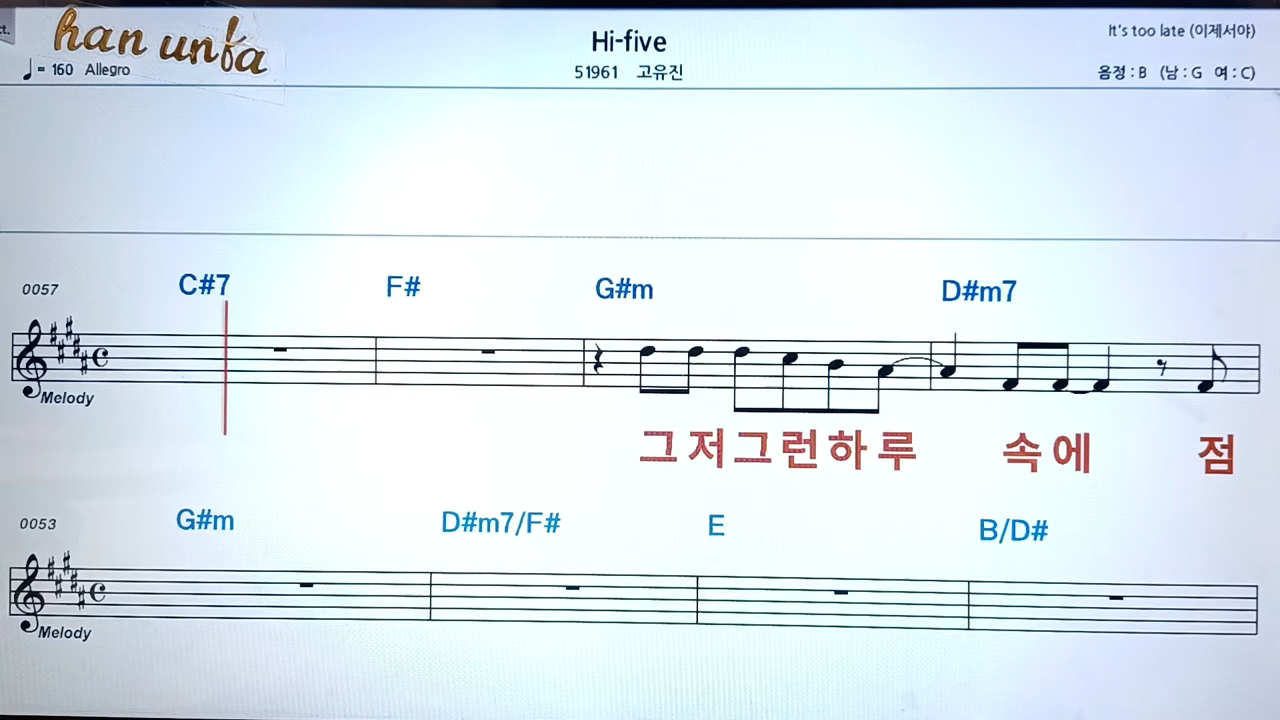 ct.
han unfa
Hi-five
It's too late (이제서야)
♩= 160 Allegro
51961 고유진
음정 : B (남 : G 여 : C)
0057 C#7 F# G#m D#m7
Melody
그저그런하루 속에 점
0053 G#m D#m7/F# E B/D#
Melody